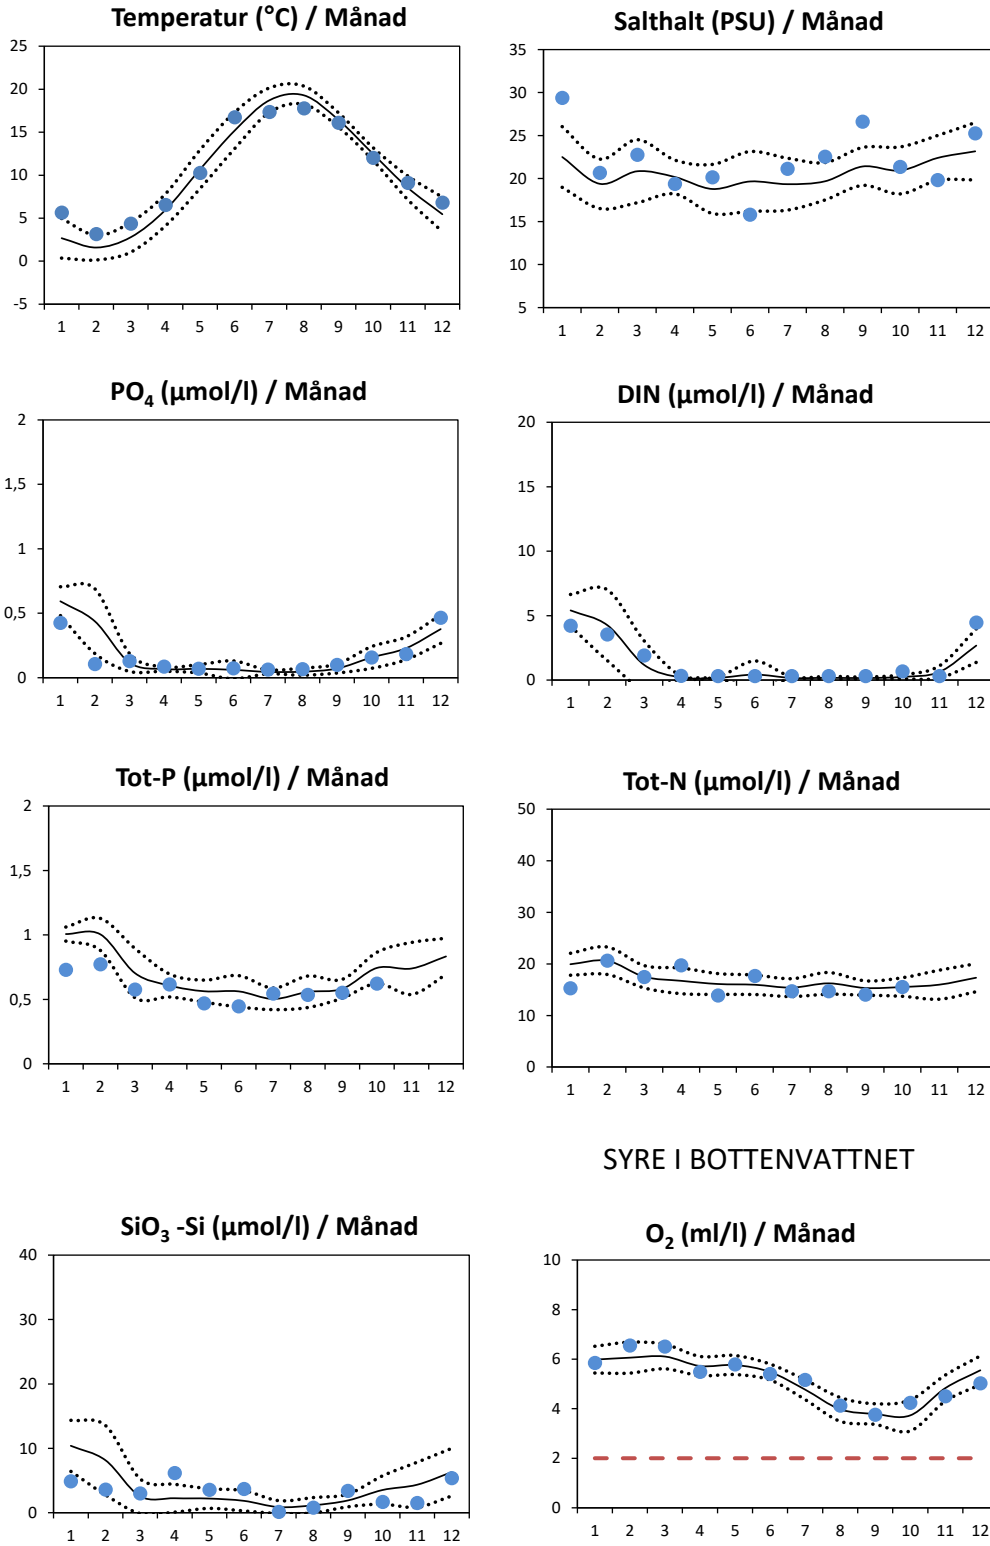 Temperatur (°C) / Månad
25
20
15
10
5
0
-5
1 2 3 4 5 6 7 8 9 10 11 12
Salthalt (PSU) / Månad
35
30
25
20
15
10
5
1 2 3 4 5 6 7 8 9 10 11 12
PO₄ (µmol/l) / Månad
2
1,5
1
0,5
0
1 2 3 4 5 6 7 8 9 10 11 12
DIN (µmol/l) / Månad
20
15
10
5
0
1 2 3 4 5 6 7 8 9 10 11 12
Tot-P (µmol/l) / Månad
2
1,5
1
0,5
0
1 2 3 4 5 6 7 8 9 10 11 12
Tot-N (µmol/l) / Månad
50
40
30
20
10
0
1 2 3 4 5 6 7 8 9 10 11 12
SiO₃ -Si (µmol/l) / Månad
40
30
20
10
0
1 2 3 4 5 6 7 8 9 10 11 12
SYRE I BOTTENVATTNET
O₂ (ml/l) / Månad
10
8
6
4
2
0
1 2 3 4 5 6 7 8 9 10 11 12